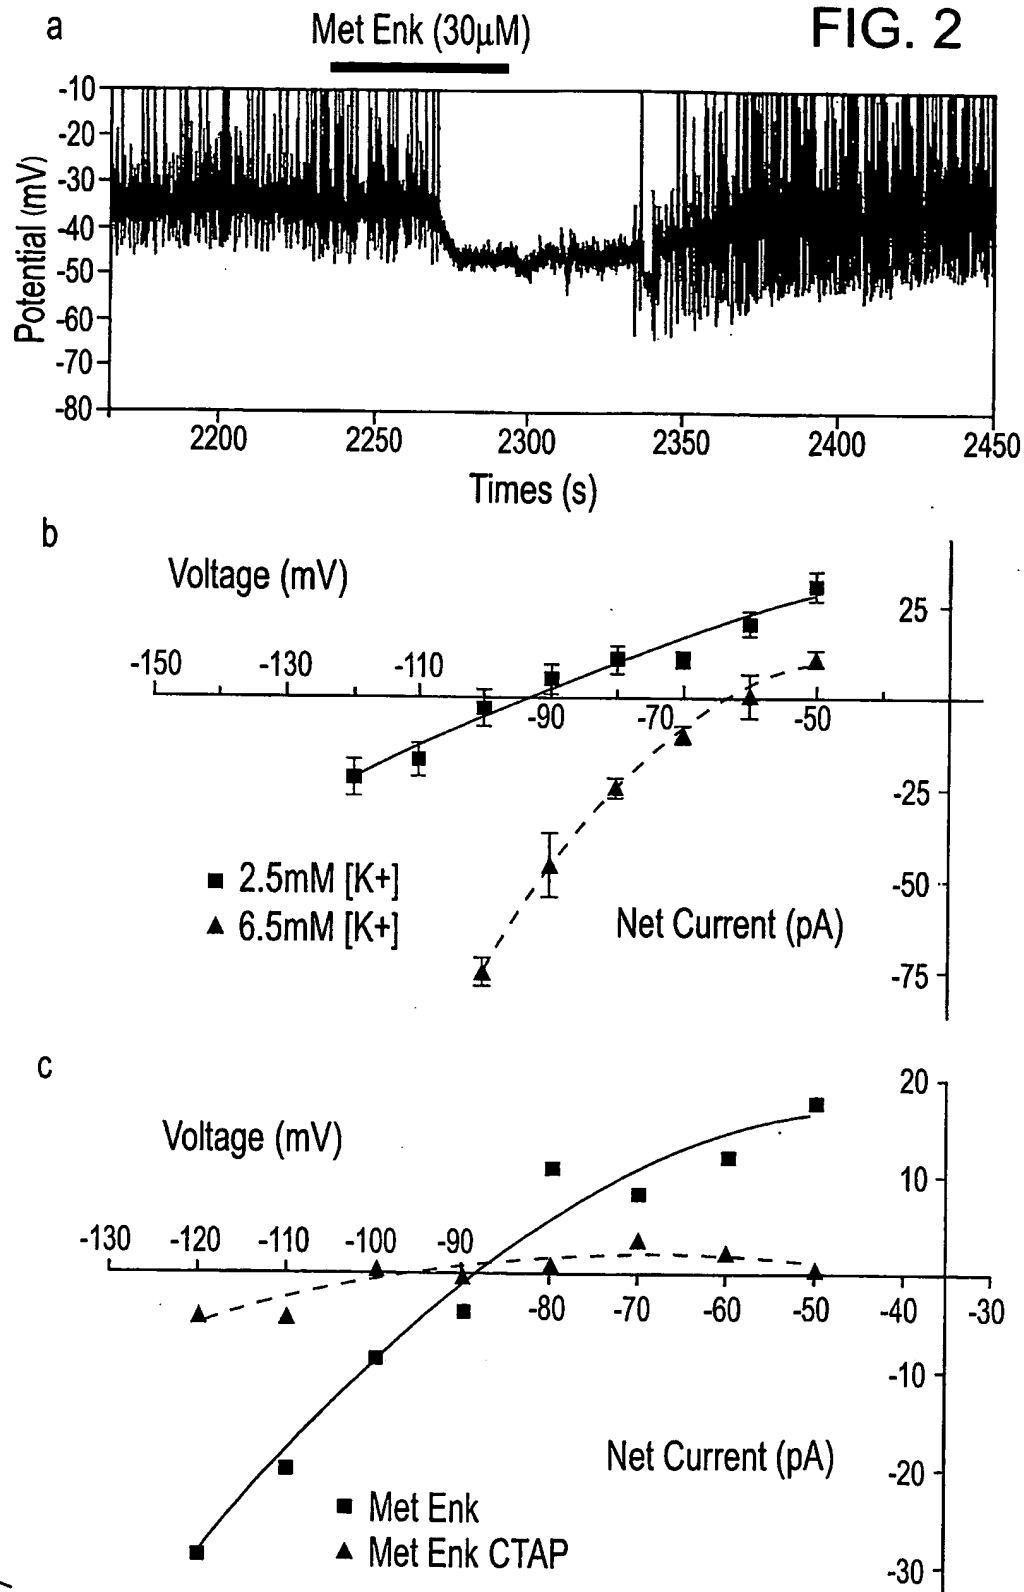 a
Met Enk (30µM)
FIG. 2
-10
-20
-30
-40
-50
-60
-70
-80
Potential (mV)
2200 2250 2300 2350 2400 2450
Times (s)
b
Voltage (mV)
25
-150 -130 -110
-90 -70 -50
-25
2.5mM [K+]
-50
6.5mM [K+]
Net Current (pA)
-75
c
20
Voltage (mV)
10
-130 -120 -110 -100 -90
-80 -70 -60 -50 -40 -30
-10
Net Current (pA)
-20
Met Enk
Met Enk CTAP
-30